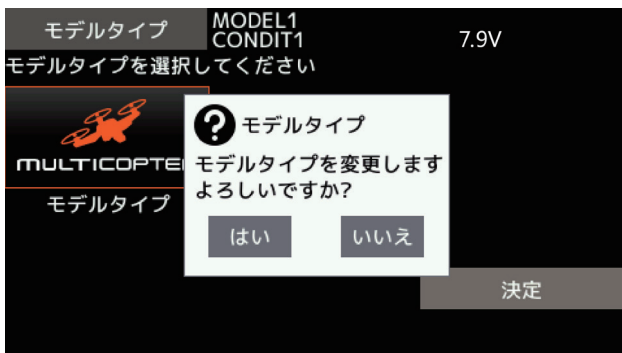 モデルタイプ
MODEL1
CONDIT1
7.9V
モデルタイプを選択してください
? モデルタイプ
MULTICOPTE
モデルタイプを変更します
よろしいですか?
モデルタイプ
はい
いいえ
決定